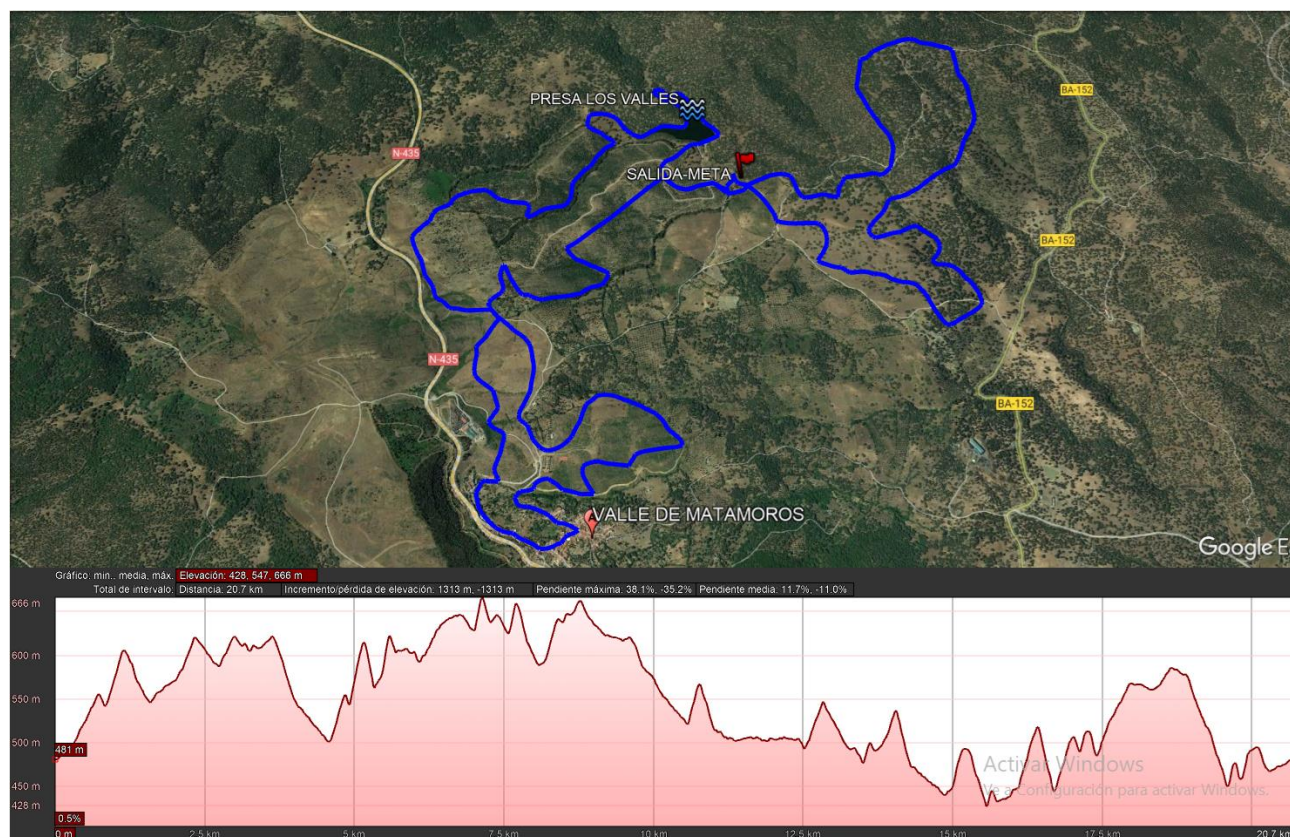 BA-152
PRESA LOS VALLES
N-435
SALIDA-META
BA-152
N-435
BA-152
VALLE DE MATAMOROS
Google E
Gráfico: min., media, máx. Elevación: 428, 547, 666 m
Total de intervalo: Distancia: 20.7 km Incremento/pérdida de elevación: 1313 m, -1313 m Pendiente máxima: 38.1%, -35.2% Pendiente media: 11.7%, -11.0%
666 m
600 m
550 m
500 m
481 m
Activar Windows
450 m
Ve a Configuración para activar Windows.
428 m
0.5%
0 m 2.5 km 5 km 7.5 km 10 km 12.5 km 15 km 17.5 km 20.7 km